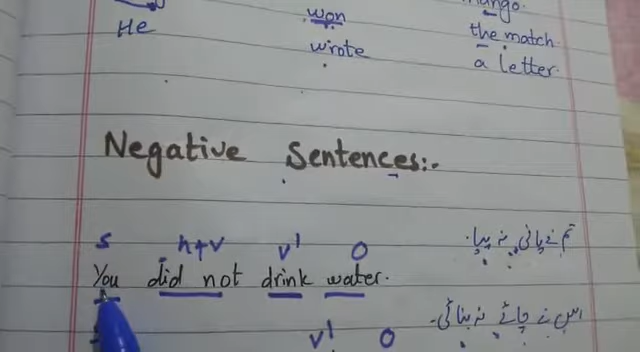 mango.
He won the match
wrote a letter.
Negative Sentences:-
S h+v v¹ O
You did not drink water. تم نے پانی نہ پیا۔
v¹ O اس نے چائے نہ بنائی۔